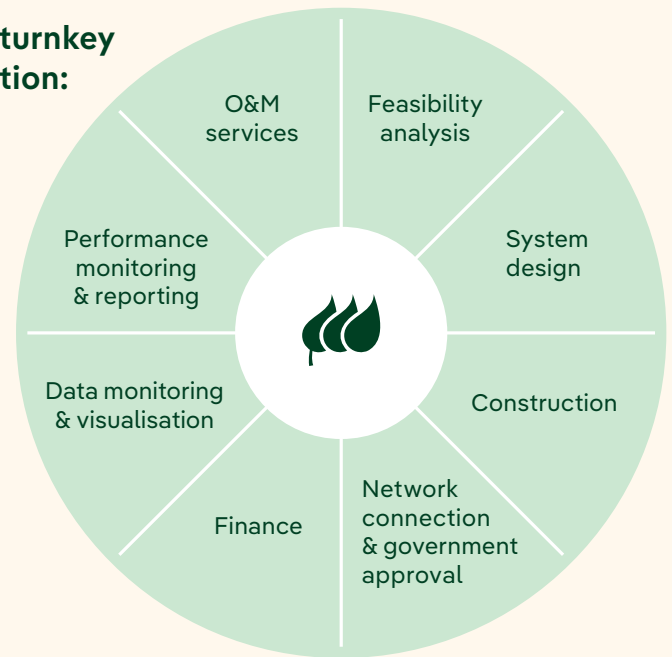 turnkey
tion:
O&M
services
Feasibility
analysis
System
design
Construction
Network
connection
& government
approval
Finance
Data monitoring
& visualisation
Performance
monitoring
& reporting